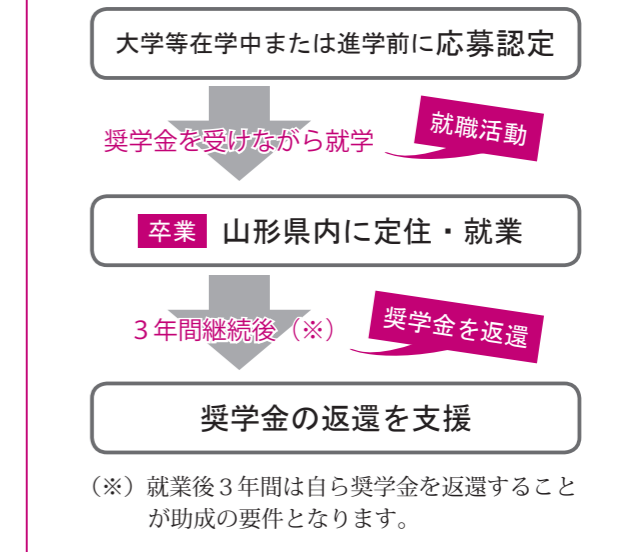 大学等在学中または進学前に応募認定
奨学金を受けながら就学
就職活動
卒業 山形県内に定住・就業
3年間継続後（※）
奨学金を返還
奨学金の返還を支援
（※）就業後3年間は自ら奨学金を返還すること
が助成の要件となります。